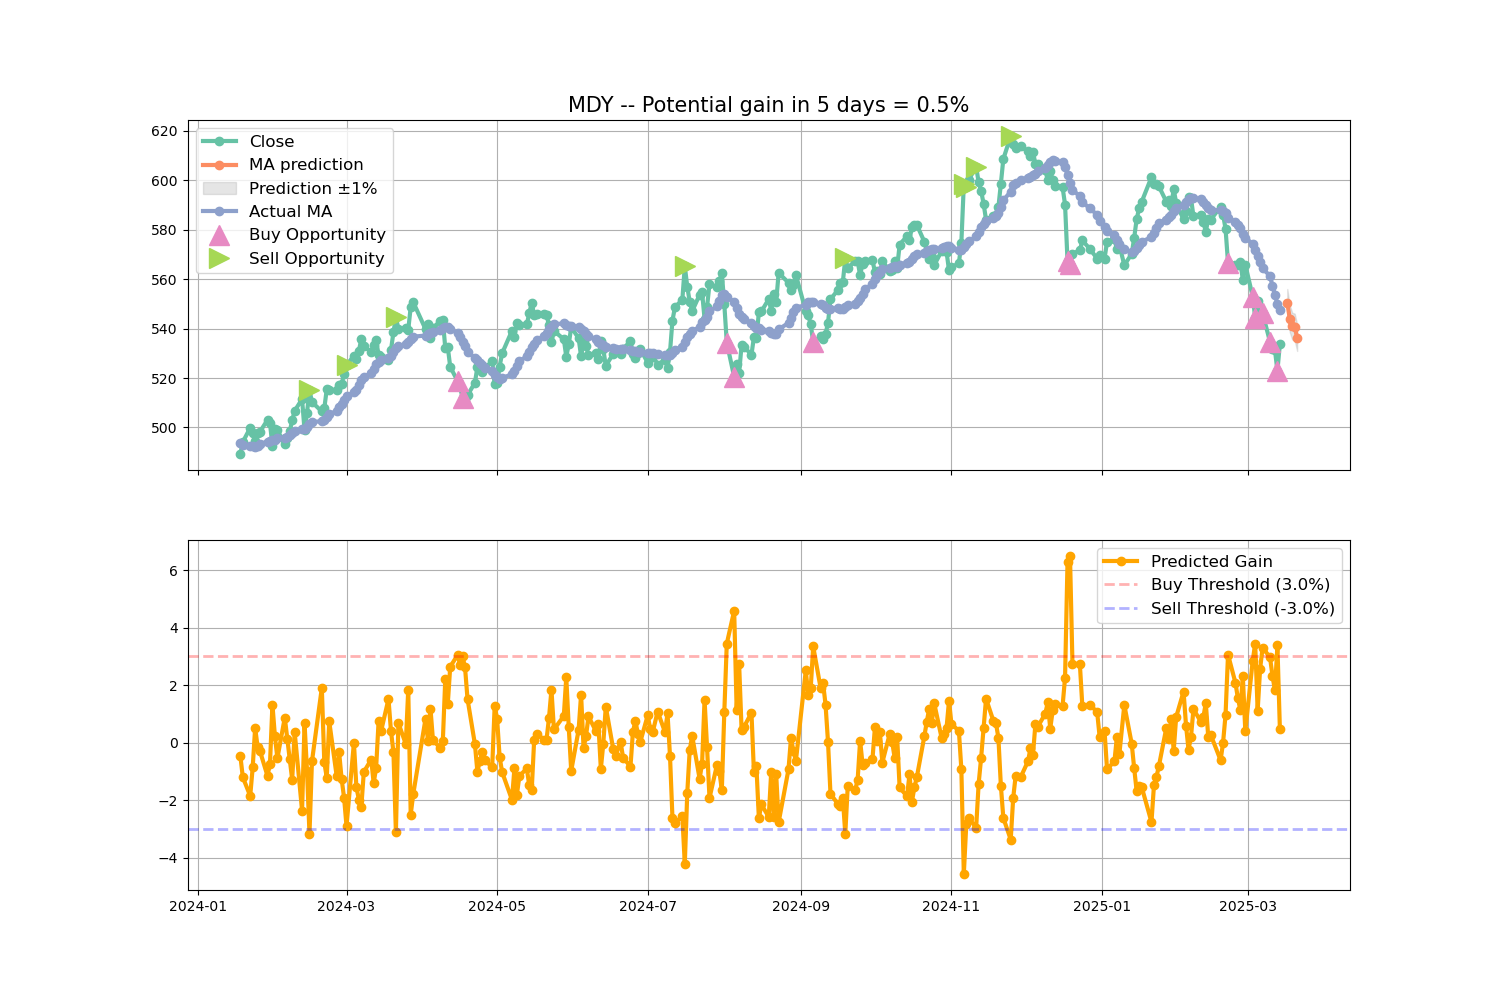 MDY -- Potential gain in 5 days = 0.5%
620
600
580
560
540
520
500
Close
MA prediction
Prediction ±1%
Actual MA
Buy Opportunity
Sell Opportunity
6
4
2
0
−2
−4
Predicted Gain
Buy Threshold (3.0%)
Sell Threshold (-3.0%)
2024-01
2024-03
2024-05
2024-07
2024-09
2024-11
2025-01
2025-03